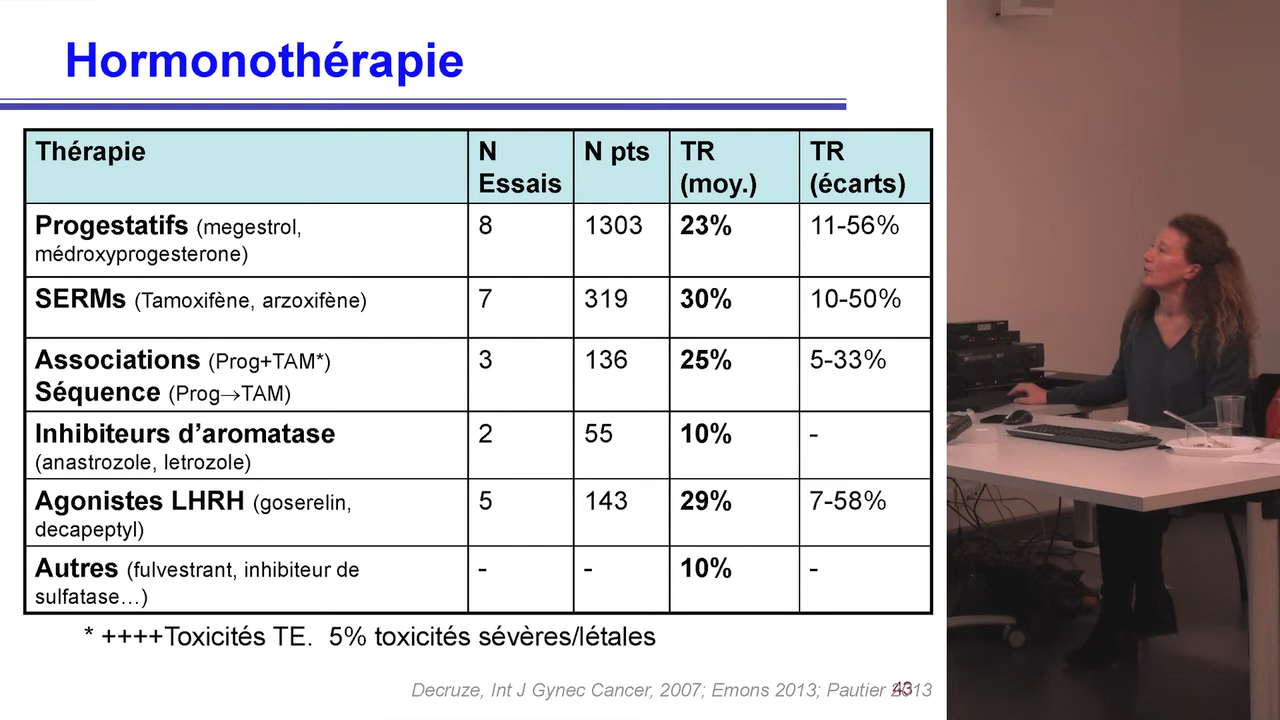 Hormonothérapie
Thérapie
N
Essais
N pts
TR
(moy.)
TR
(écarts)
Progestatifs (megestrol,
médroxyprogesterone)
8
1303
23%
11-56%
SERMs (Tamoxifène, arzoxifène)
7
319
30%
10-50%
Associations (Prog+TAM*)
Séquence (Prog→TAM)
3
136
25%
5-33%
Inhibiteurs d’aromatase
(anastrozole, letrozole)
2
55
10%
-
Agonistes LHRH (goserelin,
decapeptyl)
5
143
29%
7-58%
Autres (fulvestrant, inhibiteur de
sulfatase…)
-
-
10%
-
* ++++Toxicités TE. 5% toxicités sévères/létales
Decruze, Int J Gynec Cancer, 2007; Emons 2013; Pautier 2013
43